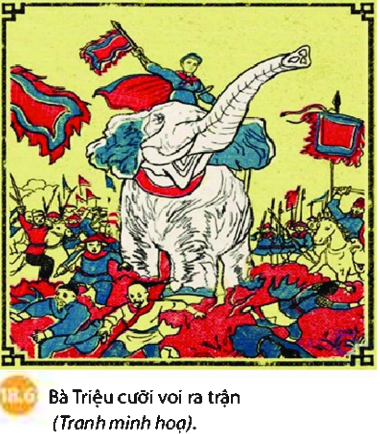 18.6 Bà Triệu cưỡi voi ra trận
(Tranh minh hoạ).